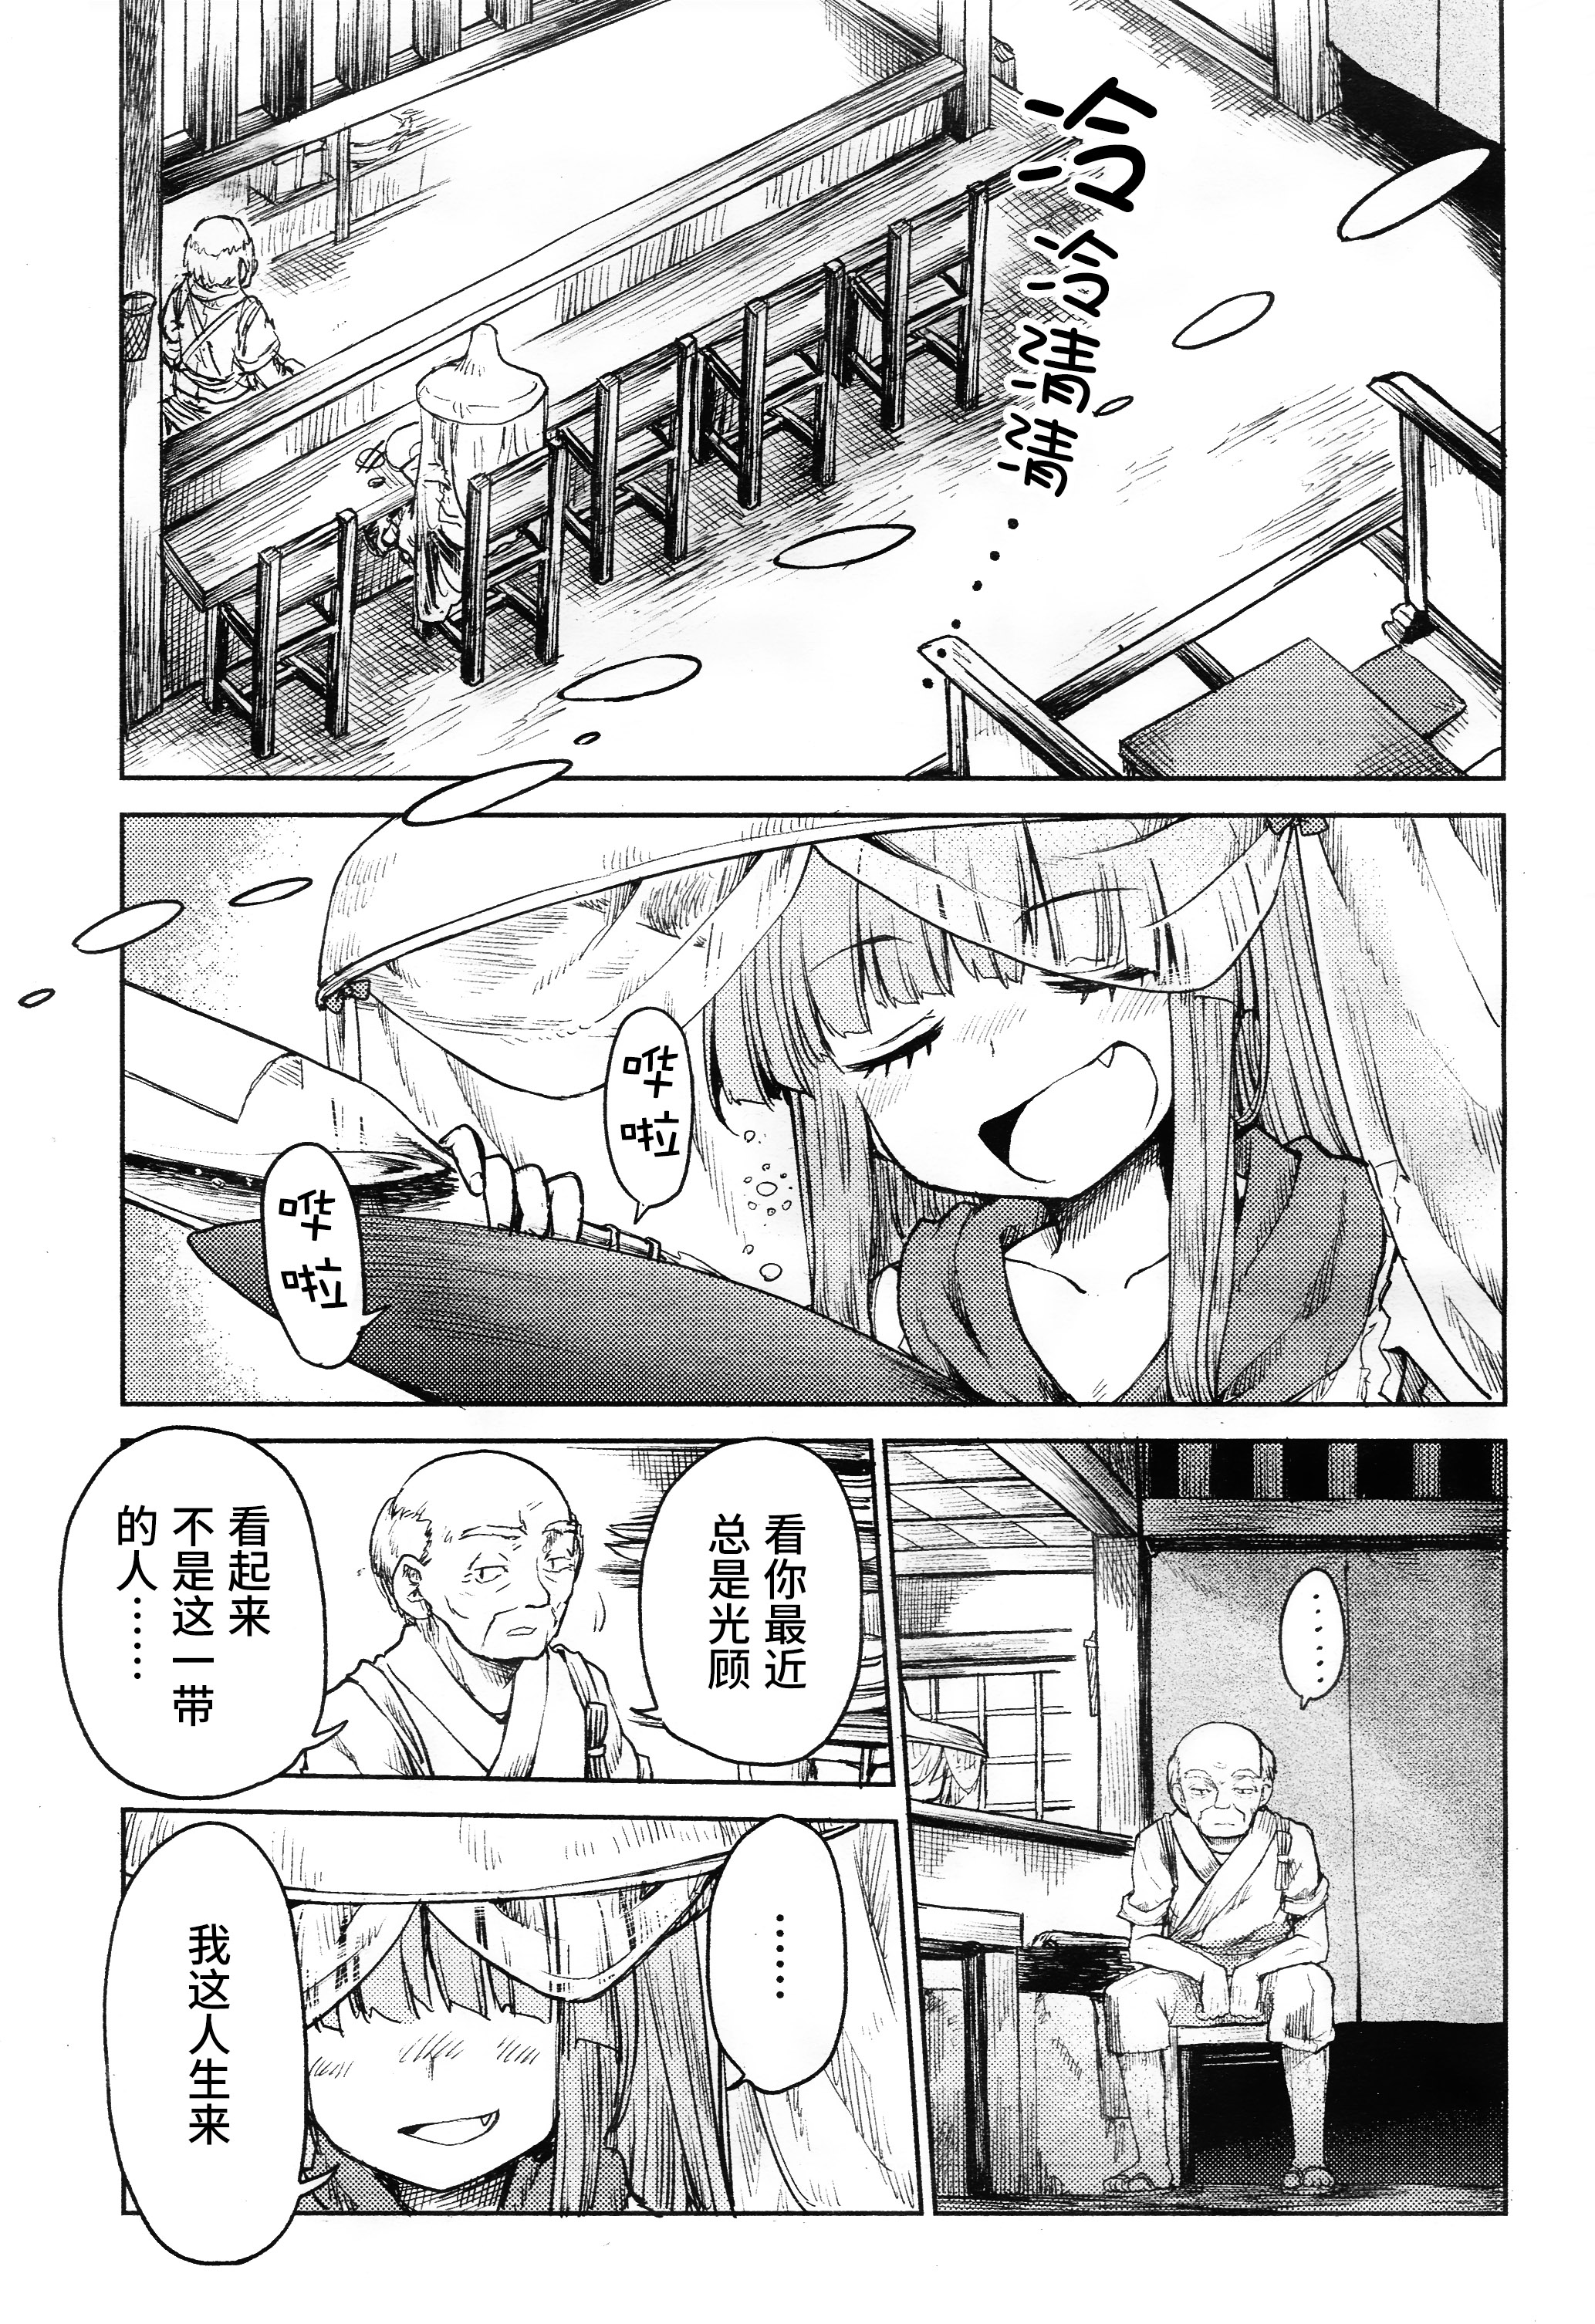 冷冷清清……
哗啦
哗啦
……
看你最近
总是光顾
看起来
不是这一带
的人……
……
我这人生来